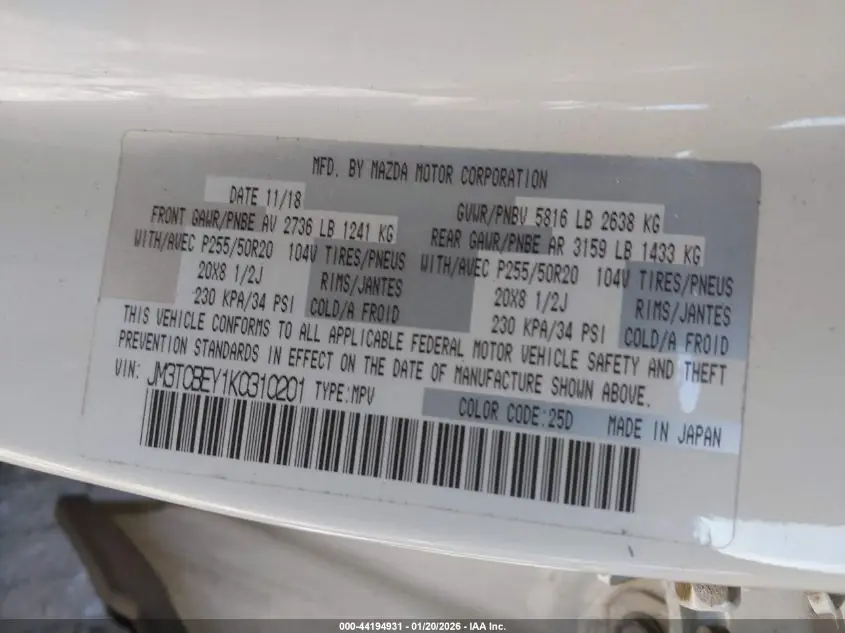 MFD. BY MAZDA MOTOR CORPORATION
DATE 11/18 GVWR/PNBV 5816 LB 2638 KG
FRONT GAWR/PNBE AV 2736 LB 1241 KG REAR GAWR/PNBE AR 3159 LB 1433 KG
WITH/AVEC P255/50R20 104V TIRES/PNEUS WITH/AVEC P255/50R20 104V TIRES/PNEUS
20X8 1/2J RIMS/JANTES 20X8 1/2J RIMS/JANTES
230 KPA/34 PSI COLD/A FROID 230 KPA/34 PSI COLD/A FROID
THIS VEHICLE CONFORMS TO ALL APPLICABLE FEDERAL MOTOR VEHICLE SAFETY AND THEFT
PREVENTION STANDARDS IN EFFECT ON THE DATE OF MANUFACTURE SHOWN ABOVE.
VIN: JM3TCBEY1K0310201 TYPE:MPV
COLOR CODE:25D MADE IN JAPAN
000-44194931 - 01/20/2026 - IAA Inc.